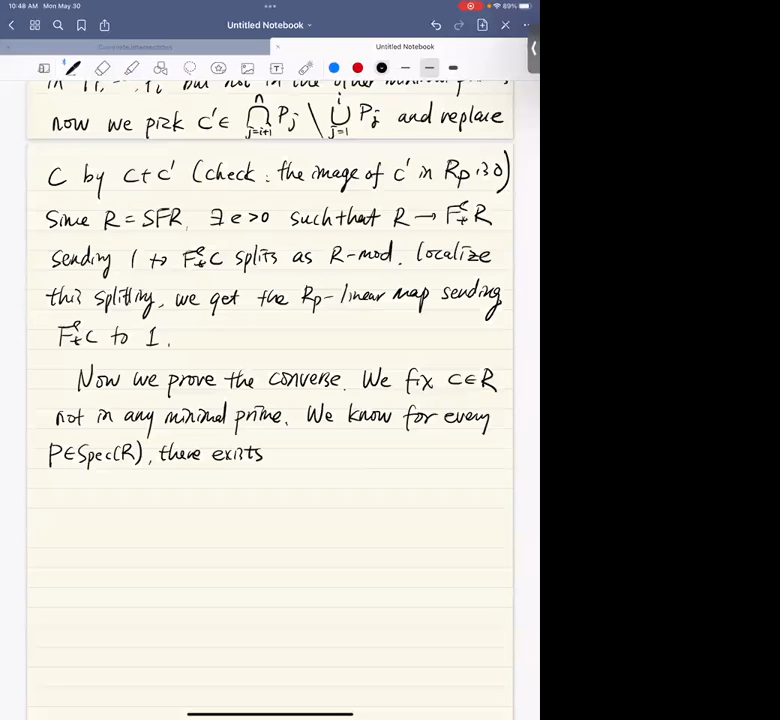 10:48 AM Mon May 30
69%
Untitled Notebook
Untitled Notebook
now we pick c' ∈ ⋂_{j=i+1}^{n} P_j \ ⋃_{j=1}^{i} P_j and replace
C by c+c' (check : the image of c' in R_P is 0)
Since R = SFR, ∃ e>0 such that R → F^e_* R
sending 1 to F^e_* C splits as R-mod. localize
this splitting, we get the R_P-linear map sending
F^e_* C to 1.
Now we prove the converse. We fix C∈R
not in any minimal prime. We know for every
P∈Spec(R), there exists